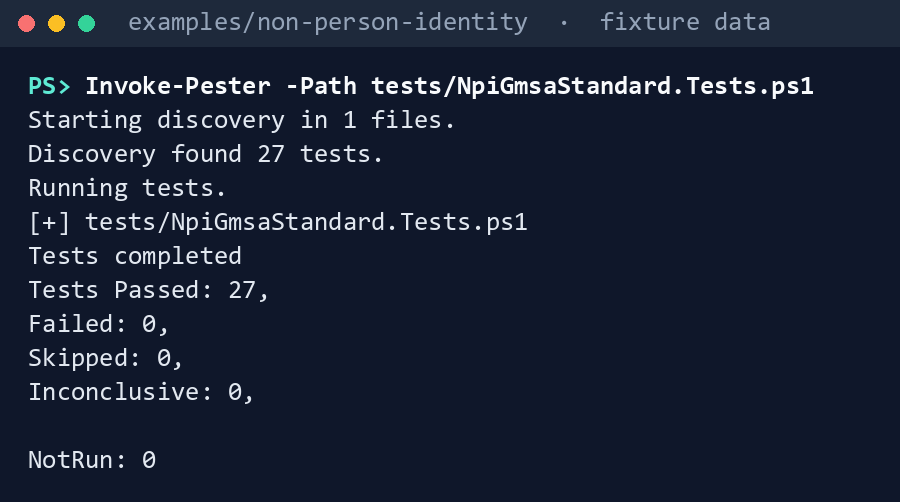 examples/non-person-identity · fixture data
PS> Invoke-Pester -Path tests/NpiGmsaStandard.Tests.ps1
Starting discovery in 1 files.
Discovery found 27 tests.
Running tests.
[+] tests/NpiGmsaStandard.Tests.ps1
Tests completed
Tests Passed: 27,
Failed: 0,
Skipped: 0,
Inconclusive: 0,
NotRun: 0